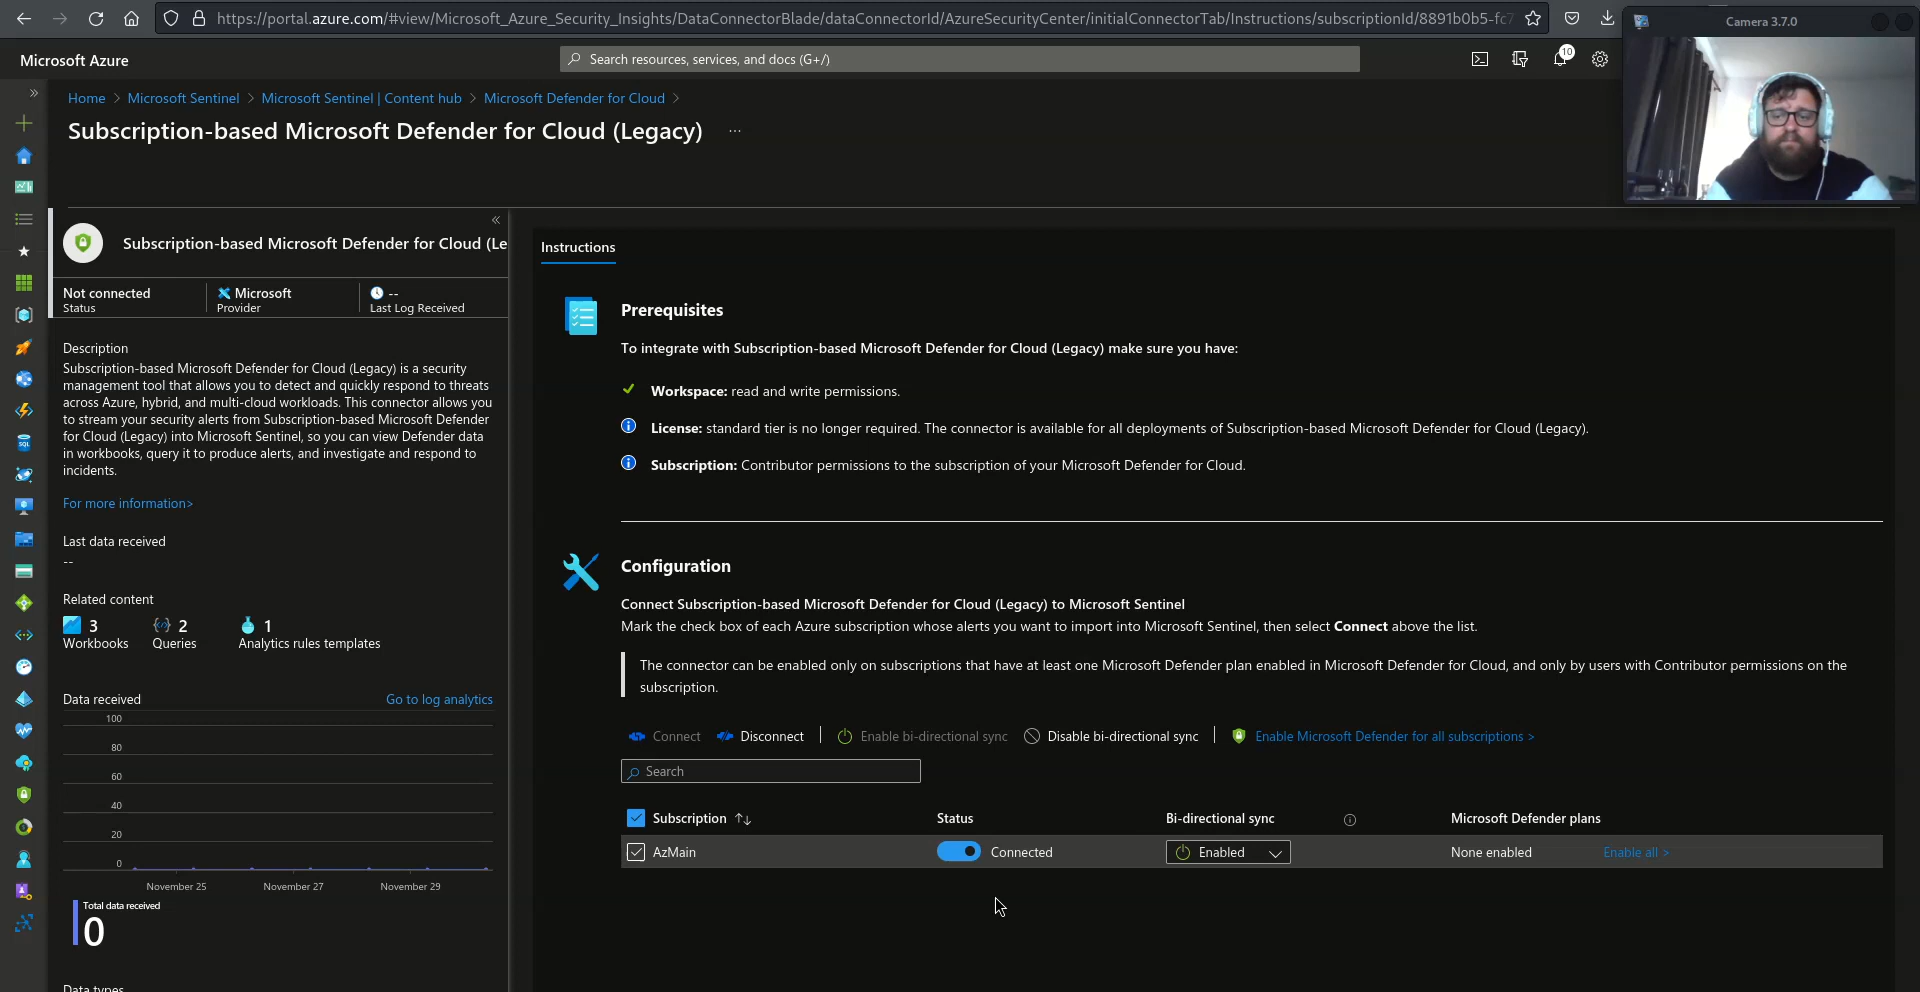 https://portal.azure.com/#view/Microsoft_Azure_Security_Insights/DataConnectorBlade/dataConnectorId/AzureSecurityCenter/initialConnectorTab/Instructions/subscriptionId/8891b0b5-fc7
Camera 3.7.0
Microsoft Azure
Search resources, services, and docs (G+/)
10
Home > Microsoft Sentinel > Microsoft Sentinel | Content hub > Microsoft Defender for Cloud >
Subscription-based Microsoft Defender for Cloud (Legacy) ...
Subscription-based Microsoft Defender for Cloud (Le
Not connected
Status
Microsoft
Provider
--
Last Log Received
Description
Subscription-based Microsoft Defender for Cloud (Legacy) is a security
management tool that allows you to detect and quickly respond to threats
across Azure, hybrid, and multi-cloud workloads. This connector allows you
to stream your security alerts from Subscription-based Microsoft Defender
for Cloud (Legacy) into Microsoft Sentinel, so you can view Defender data
in workbooks, query it to produce alerts, and investigate and respond to
incidents.
For more information>
Last data received
--
Related content
3
Workbooks
2
Queries
1
Analytics rules templates
Data received
Go to log analytics
100
80
60
40
20
0
November 25
November 27
November 29
Total data received
0
Data types
Instructions
Prerequisites
To integrate with Subscription-based Microsoft Defender for Cloud (Legacy) make sure you have:
Workspace: read and write permissions.
License: standard tier is no longer required. The connector is available for all deployments of Subscription-based Microsoft Defender for Cloud (Legacy).
Subscription: Contributor permissions to the subscription of your Microsoft Defender for Cloud.
Configuration
Connect Subscription-based Microsoft Defender for Cloud (Legacy) to Microsoft Sentinel
Mark the check box of each Azure subscription whose alerts you want to import into Microsoft Sentinel, then select Connect above the list.
The connector can be enabled only on subscriptions that have at least one Microsoft Defender plan enabled in Microsoft Defender for Cloud, and only by users with Contributor permissions on the
subscription.
Connect Disconnect | Enable bi-directional sync Disable bi-directional sync | Enable Microsoft Defender for all subscriptions >
Search
Subscription Status Bi-directional sync Microsoft Defender plans
AzMain Connected Enabled None enabled Enable all >